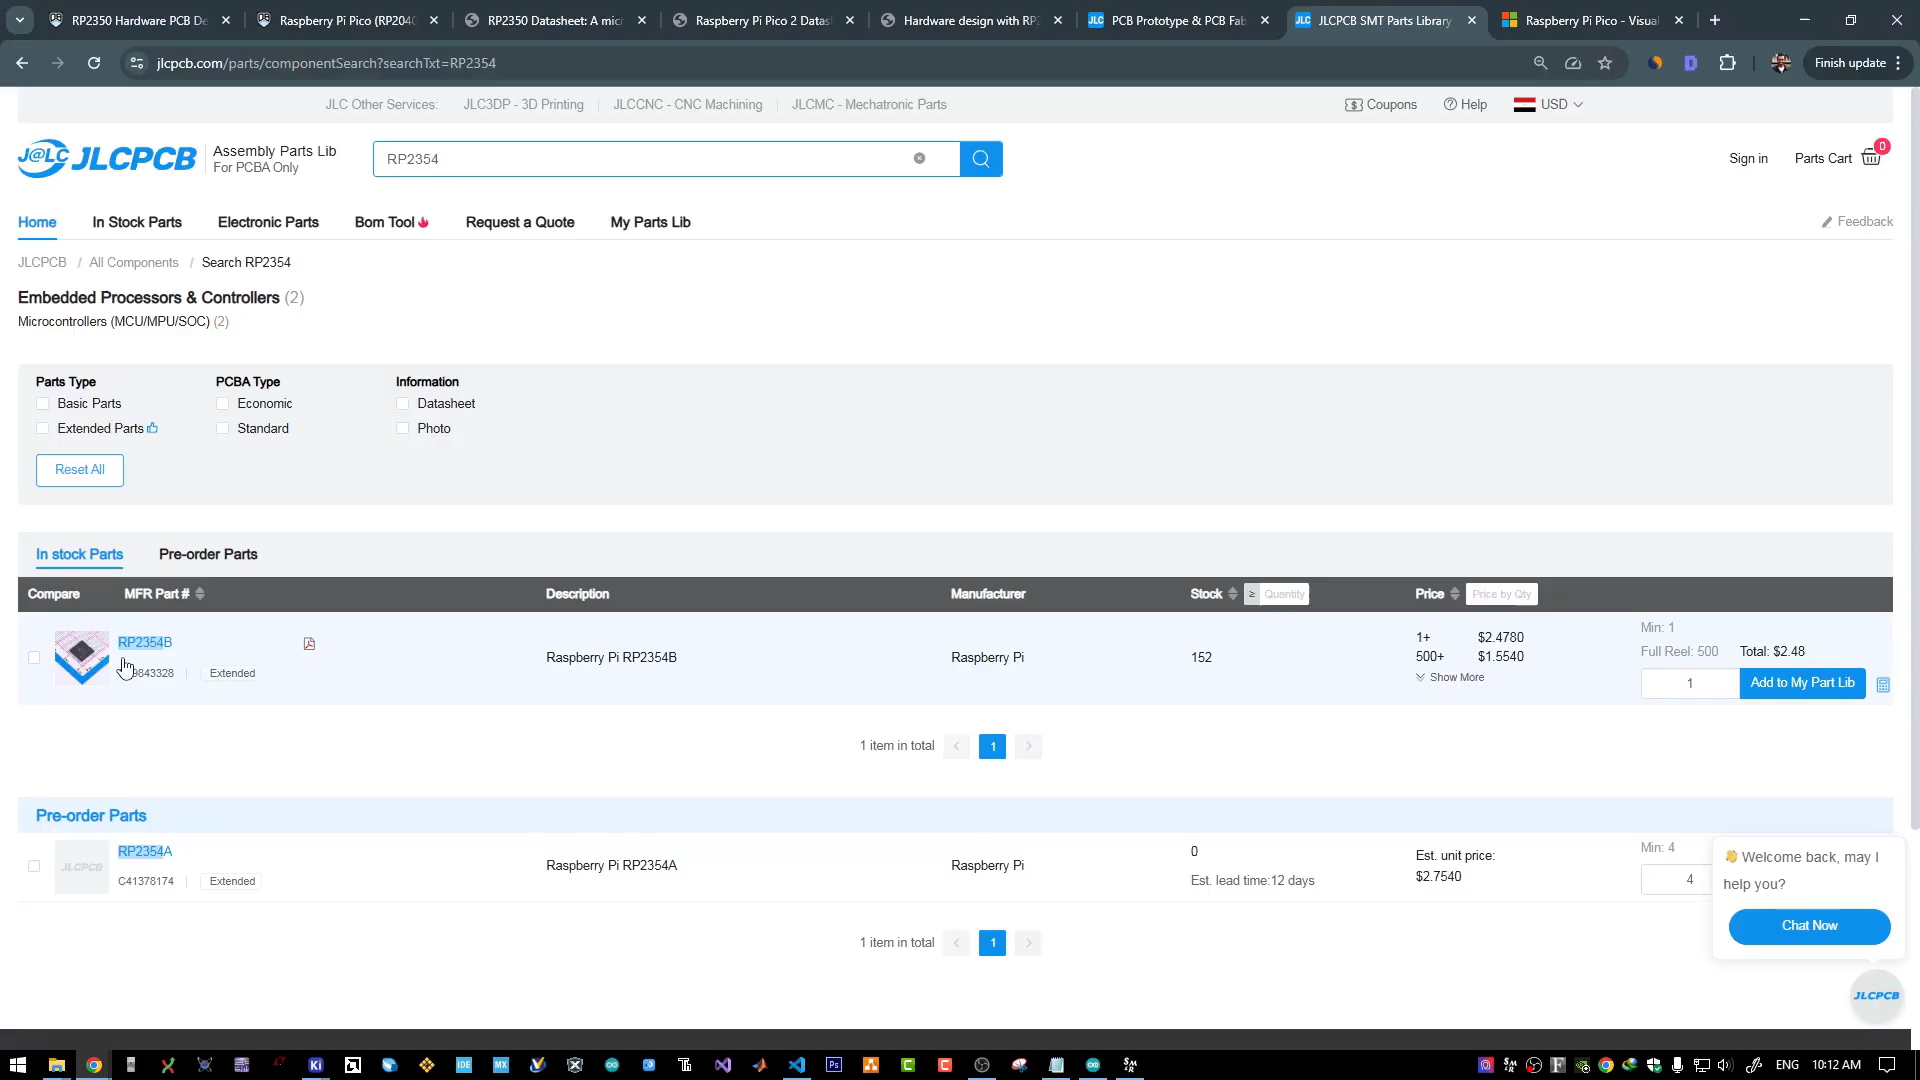 RP2350 Hardware PCB De
Raspberry Pi Pico (RP2040
RP2350 Datasheet: A micr
Raspberry Pi Pico 2 Datas
Hardware design with RP2
JLC PCB Prototype & PCB Fab
JLC JLCPCB SMT Parts Library
Raspberry Pi Pico - Visual
jlcpcb.com/parts/componentSearch?searchTxt=RP2354
Finish update
JLC Other Services:
JLC3DP - 3D Printing
JLCCNC - CNC Machining
JLCMC - Mechatronic Parts
Coupons
Help
USD
J@LC JLCPCB
Assembly Parts Lib
For PCBA Only
RP2354
Sign in
Parts Cart
0
Home
In Stock Parts
Electronic Parts
Bom Tool
Request a Quote
My Parts Lib
Feedback
JLCPCB / All Components / Search RP2354
Embedded Processors & Controllers (2)
Microcontrollers (MCU/MPU/SOC) (2)
Parts Type
PCBA Type
Information
Basic Parts
Economic
Datasheet
Extended Parts
Standard
Photo
Reset All
In stock Parts
Pre-order Parts
Compare
MFR Part #
Description
Manufacturer
Stock
≥ Quantity
Price
Price by Qty
RP2354B
9843328
Extended
Raspberry Pi RP2354B
Raspberry Pi
152
1+ $2.4780
500+ $1.5540
Show More
Min: 1
Full Reel: 500
Total: $2.48
1
Add to My Part Lib
1 item in total
1
Pre-order Parts
JLCPCB
RP2354A
C41378174
Extended
Raspberry Pi RP2354A
Raspberry Pi
0
Est. lead time:12 days
Est. unit price:
$2.7540
Min: 4
4
👋 Welcome back, may I
help you?
Chat Now
1 item in total
1
JLCPCB
ENG
10:12 AM